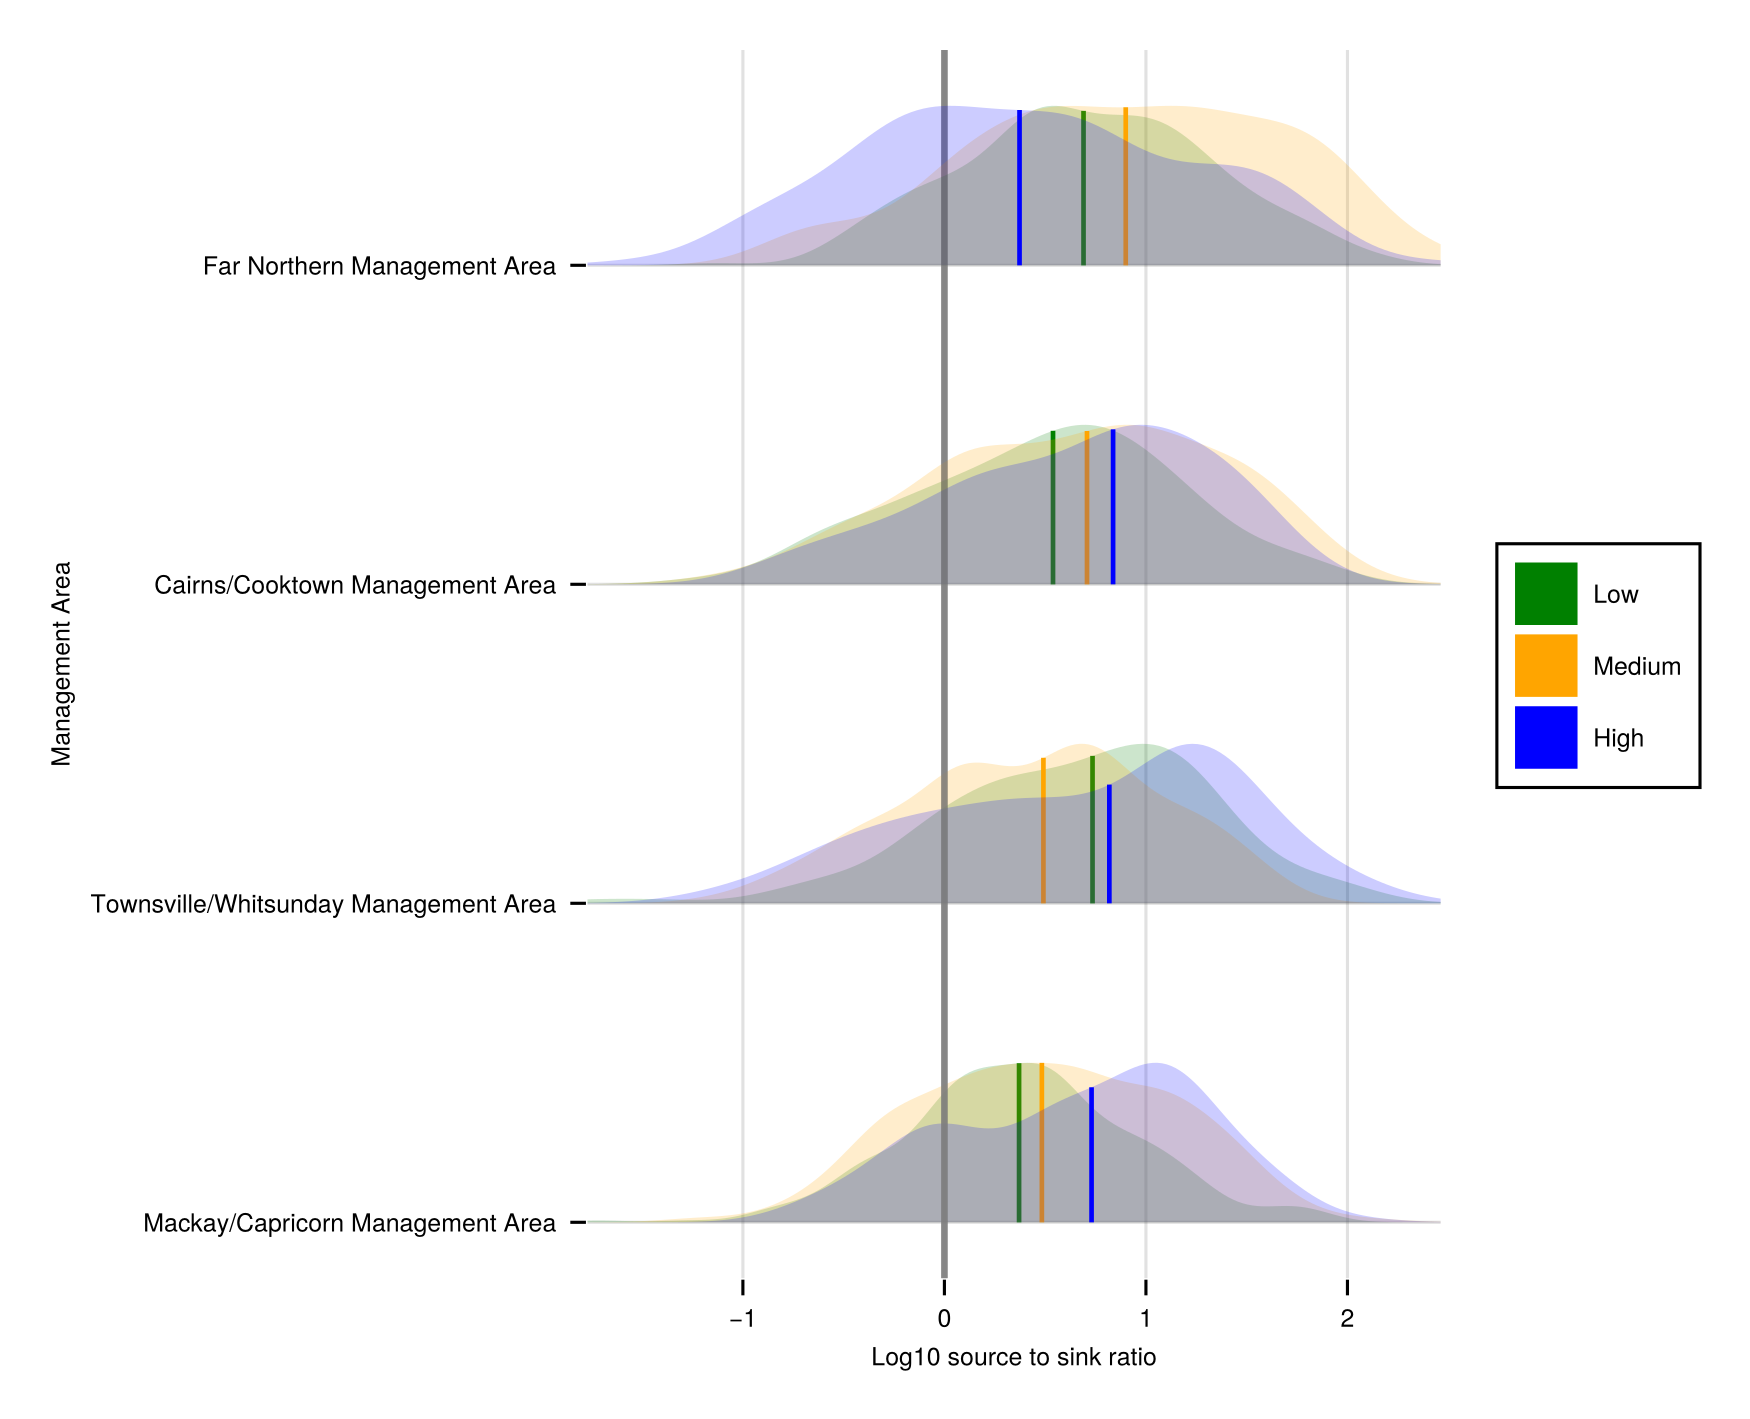 Far Northern Management Area
Cairns/Cooktown Management Area
Townsville/Whitsunday Management Area
Mackay/Capricorn Management Area
Management Area
−1
0
1
2
Log10 source to sink ratio
Low
Medium
High